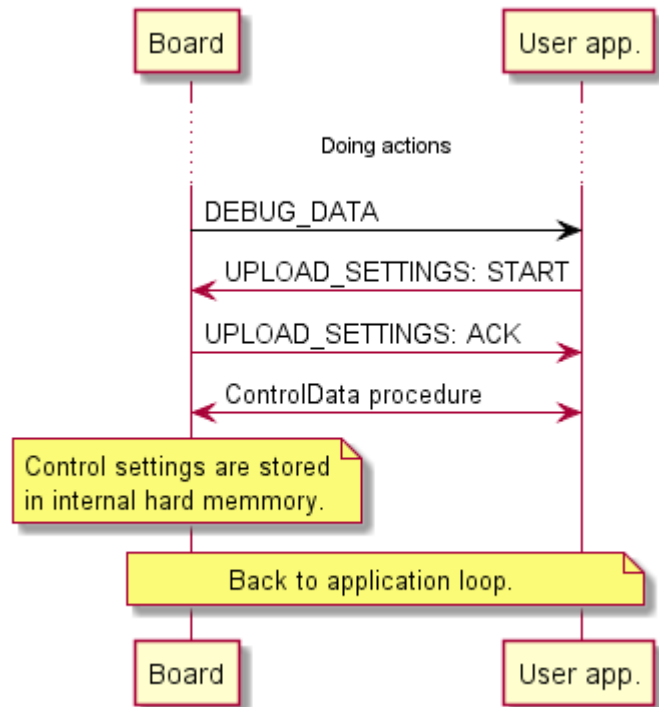 Board
User app.
Doing actions
DEBUG_DATA
UPLOAD_SETTINGS: START
UPLOAD_SETTINGS: ACK
ControlData procedure
Control settings are stored
in internal hard memmory.
Back to application loop.
Board
User app.